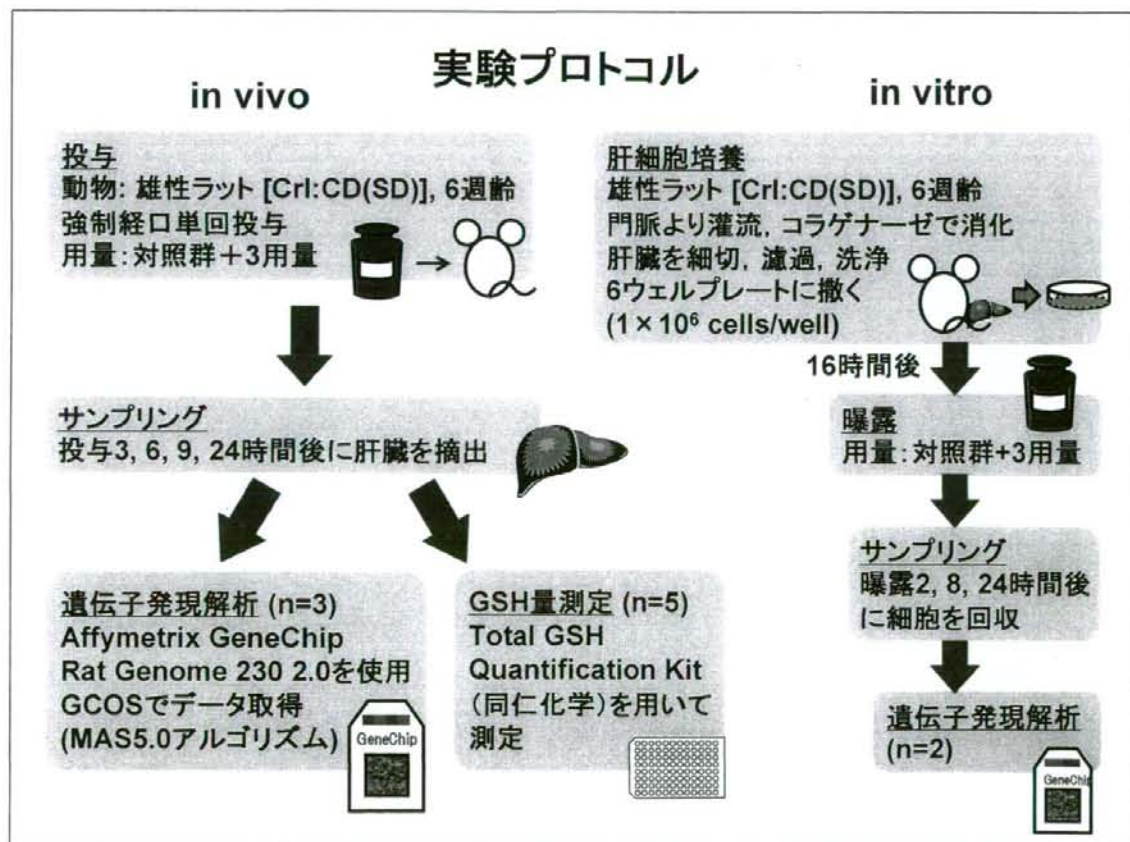 実験プロトコル
in vivo
投与
動物: 雄性ラット [Crl:CD(SD)], 6週齢
強制経口単回投与
用量:対照群+3用量
サンプリング
投与3, 6, 9, 24時間後に肝臓を摘出
遺伝子発現解析 (n=3)
Affymetrix GeneChip
Rat Genome 230 2.0を使用
GCOSでデータ取得
(MAS5.0アルゴリズム)
GeneChip
GSH量測定 (n=5)
Total GSH
Quantification Kit
(同仁化学)を用いて
測定
in vitro
肝細胞培養
雄性ラット [Crl:CD(SD)], 6週齢
門脈より灌流, コラゲナーゼで消化
肝臓を細切, 濾過, 洗浄
6ウェルプレートに撒く
(1×10⁶ cells/well)
16時間後
曝露
用量:対照群+3用量
サンプリング
曝露2, 8, 24時間後
に細胞を回収
遺伝子発現解析
(n=2)
GeneChip